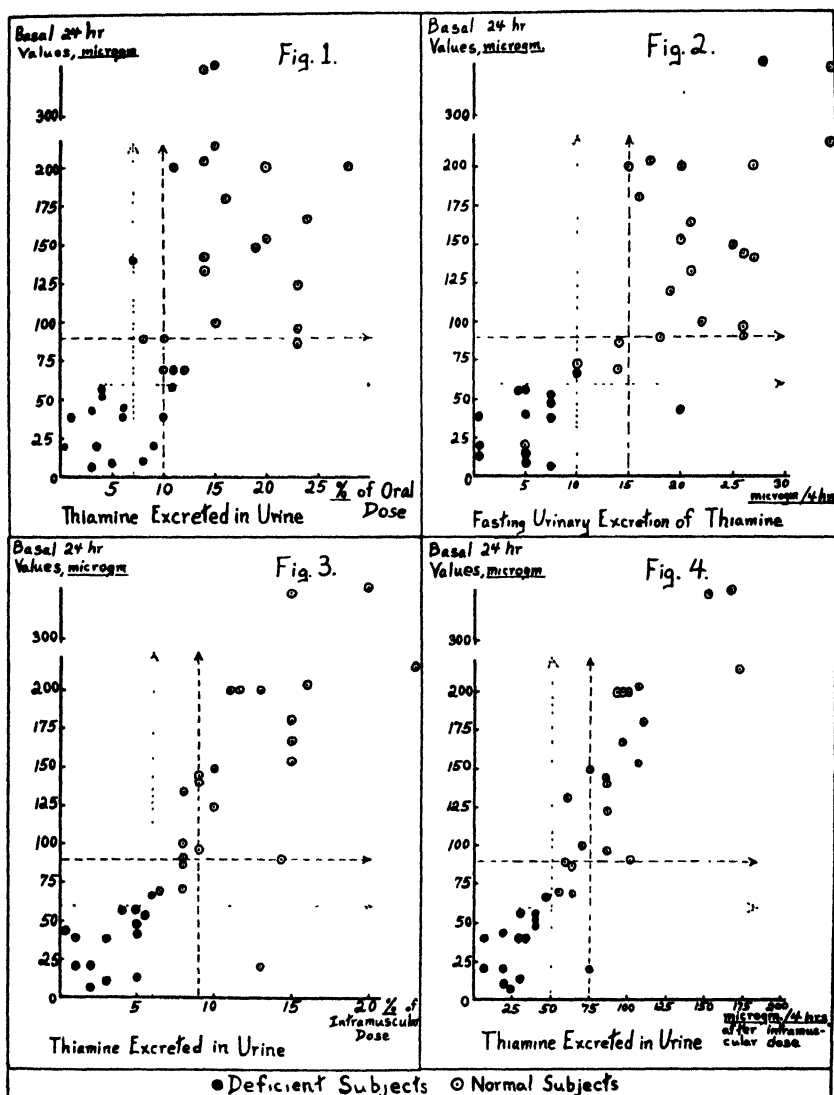 Basal 24 hr
Values, microgm
Fig. 1.
300
200
175
150
125
100
75
50
25
5 10 15 20 25 % of Oral
Dose
Thiamine Excreted in Urine
Basal 24 hr
Values, microgm.
Fig. 2.
300
200
175
150
125
100
75
50
25
5 10 15 20 25 30
microgm/4 hrs
Fasting Urinary Excretion of Thiamine
Basal 24 hr
Values, microgm
Fig. 3.
300
200
175
150
125
100
75
50
25
5 10 15 20 % of
Intramuscular
Dose
Thiamine Excreted in Urine
Basal 24 hr
Values, microgm
Fig. 4.
300
200
175
150
125
100
75
50
25
25 50 75 100 125 150 175 200
microgm/4 hrs
after intramus-
cular dose
Thiamine Excreted in Urine
Deficient Subjects Normal Subjects